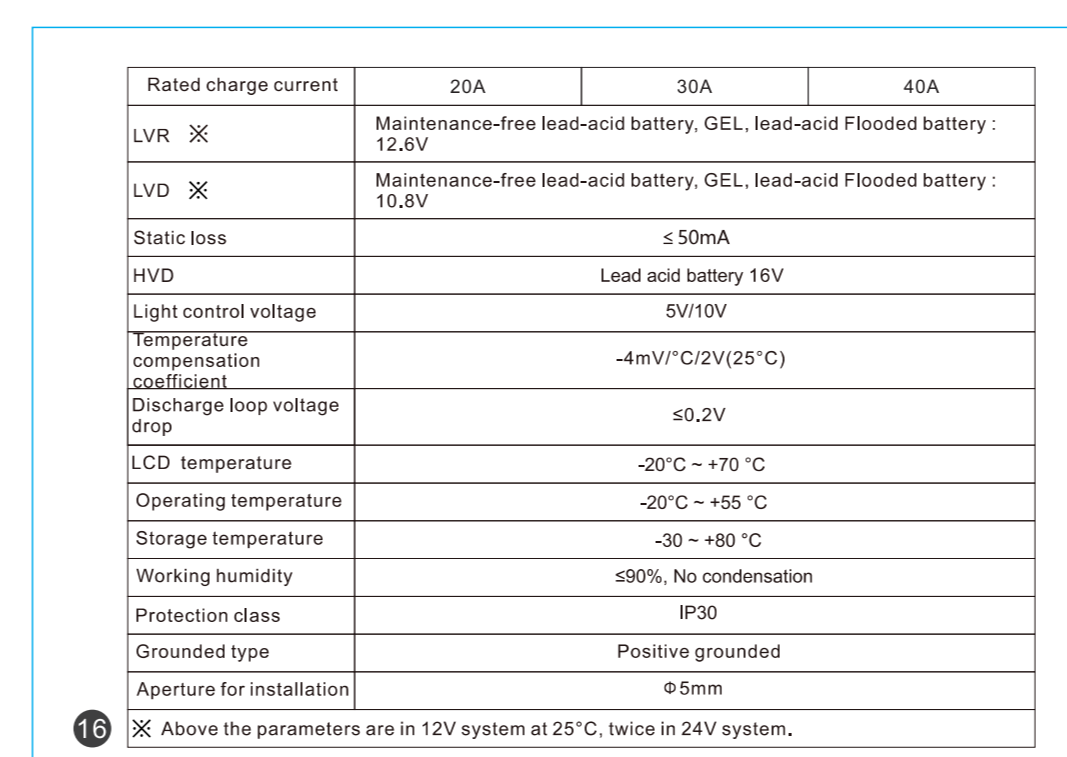 Rated charge current 20A 30A 40A
LVR ※ Maintenance-free lead-acid battery, GEL, lead-acid Flooded battery :
12.6V
LVD ※ Maintenance-free lead-acid battery, GEL, lead-acid Flooded battery :
10.8V
Static loss ≤ 50mA
HVD Lead acid battery 16V
Light control voltage 5V/10V
Temperature
compensation
coefficient
-4mV/°C/2V(25°C)
Discharge loop voltage
drop
≤0.2V
LCD temperature -20°C ~ +70 °C
Operating temperature -20°C ~ +55 °C
Storage temperature -30 ~ +80 °C
Working humidity ≤90%, No condensation
Protection class IP30
Grounded type Positive grounded
Aperture for installation Φ5mm
16 ※ Above the parameters are in 12V system at 25°C, twice in 24V system.